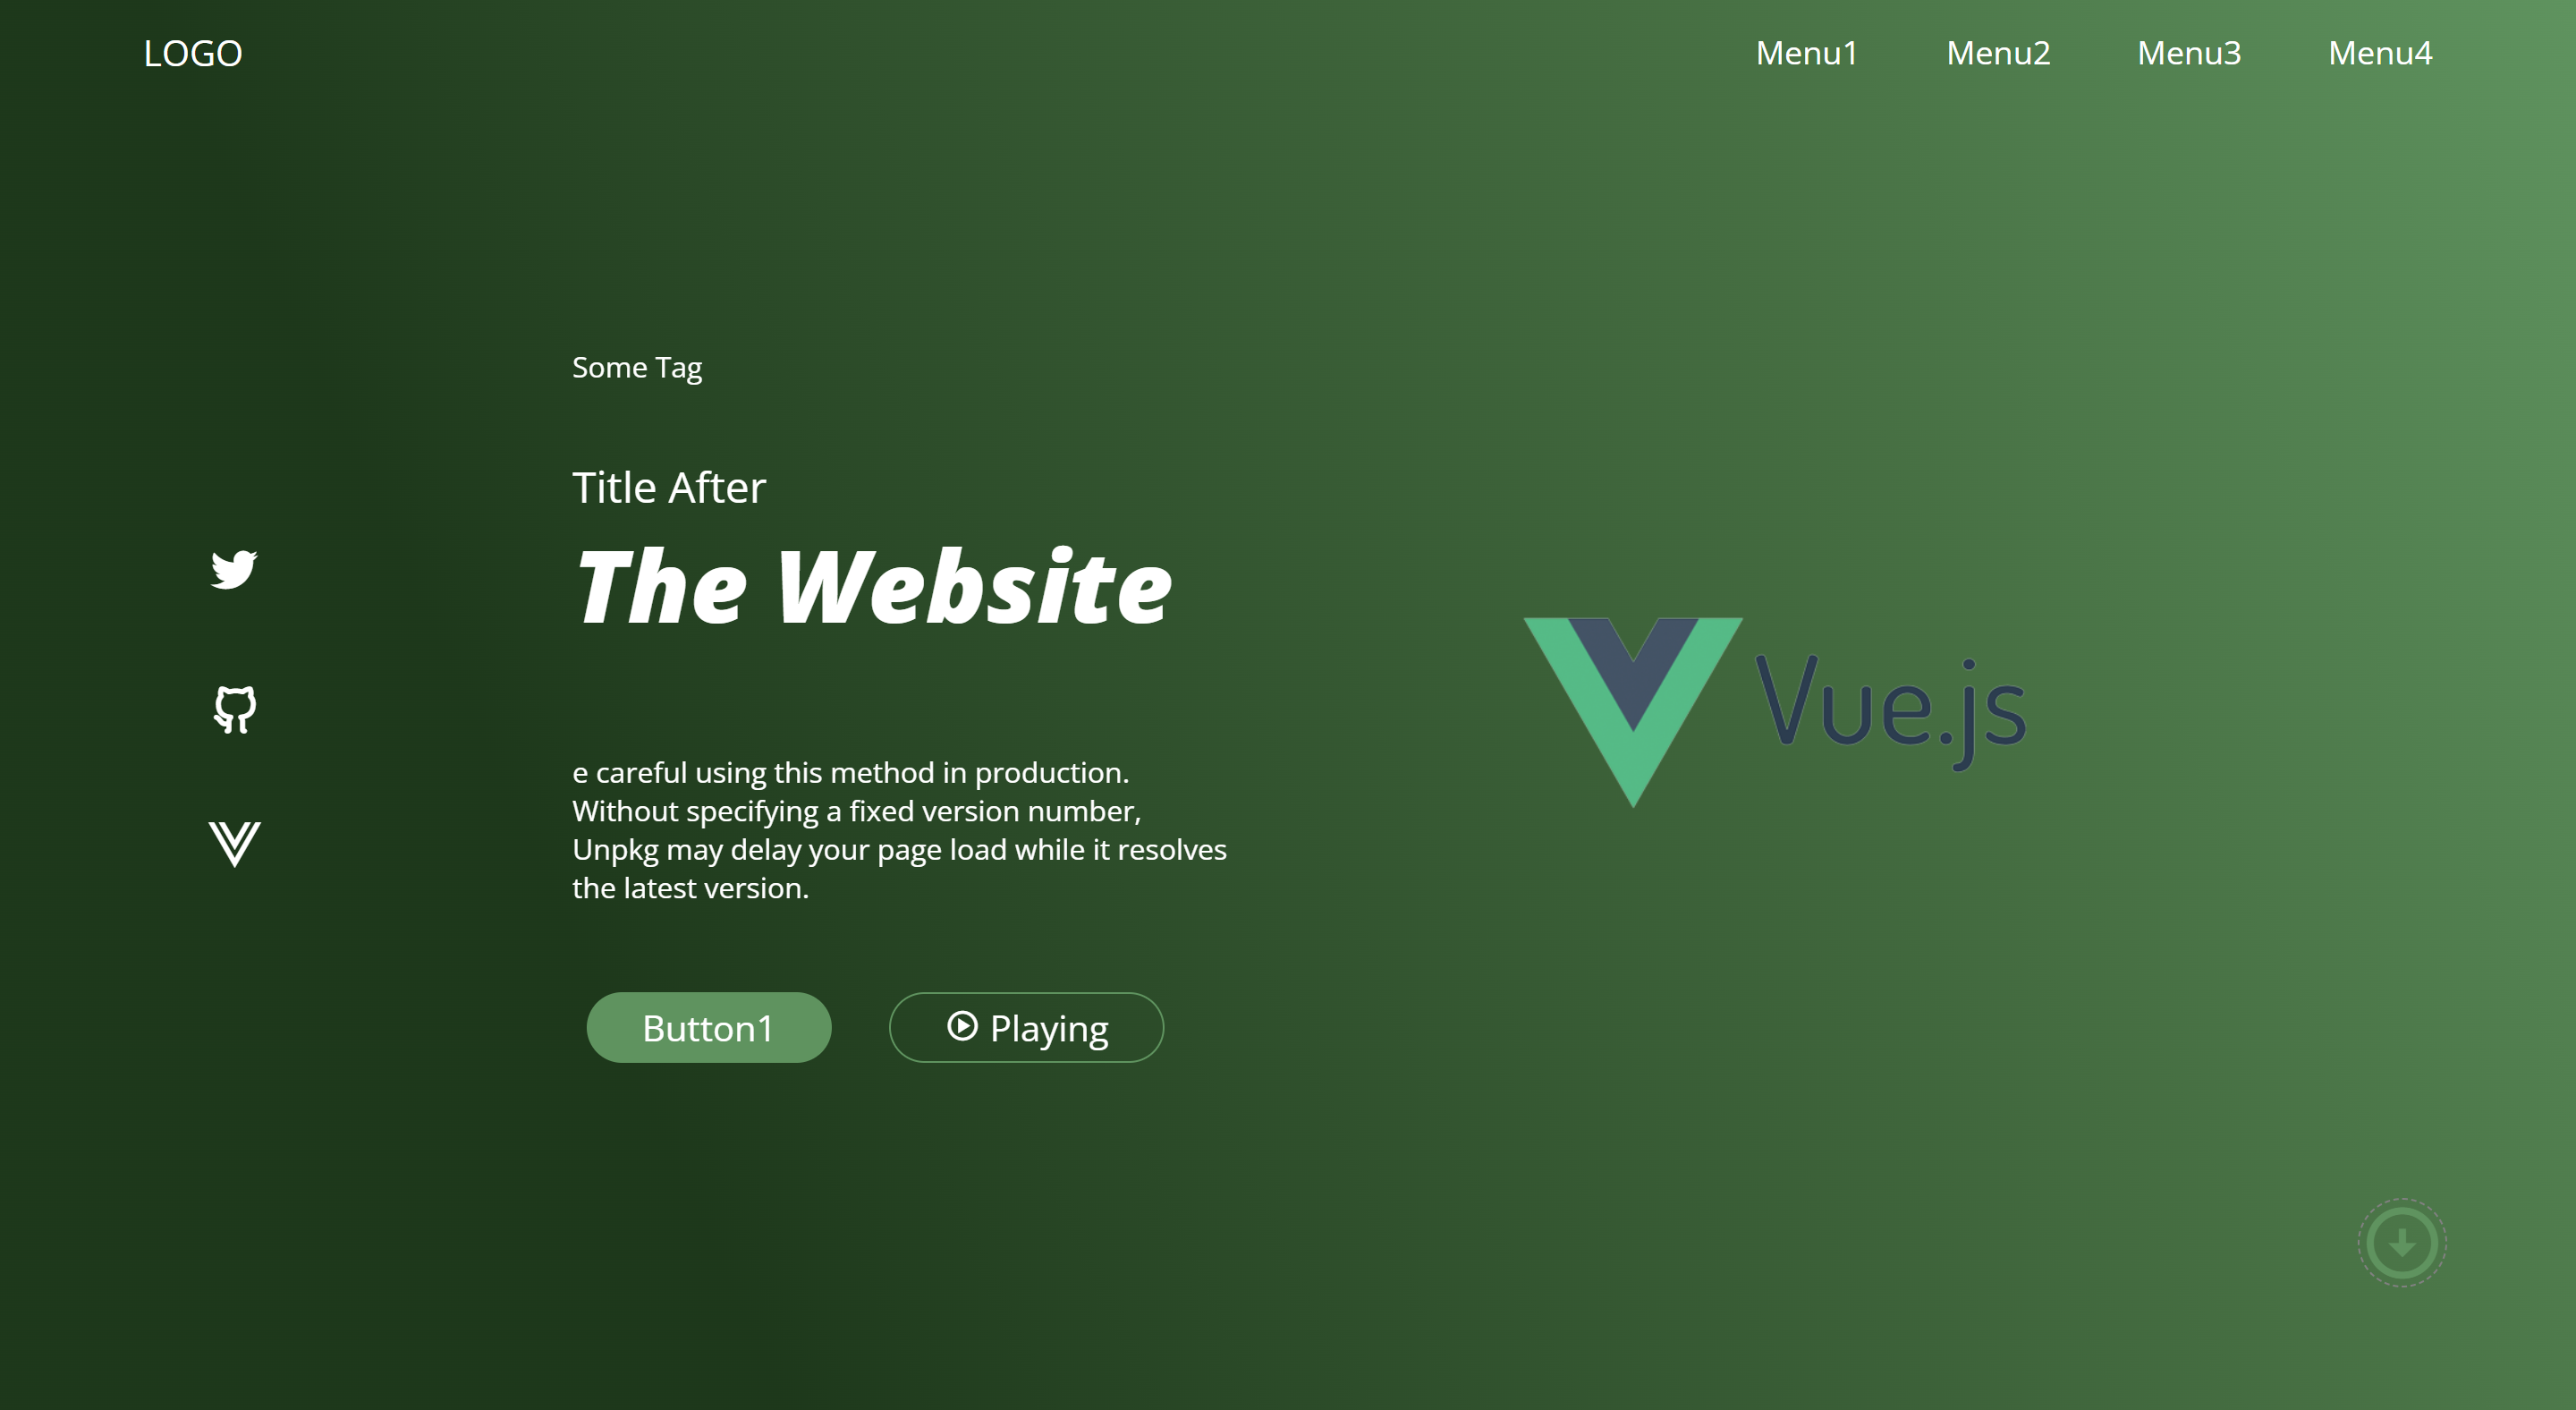 LOGO
Menu1 Menu2 Menu3 Menu4
Some Tag
Title After
The Website
e careful using this method in production.
Without specifying a fixed version number,
Unpkg may delay your page load while it resolves
the latest version.
Vue.js
Button1
Playing